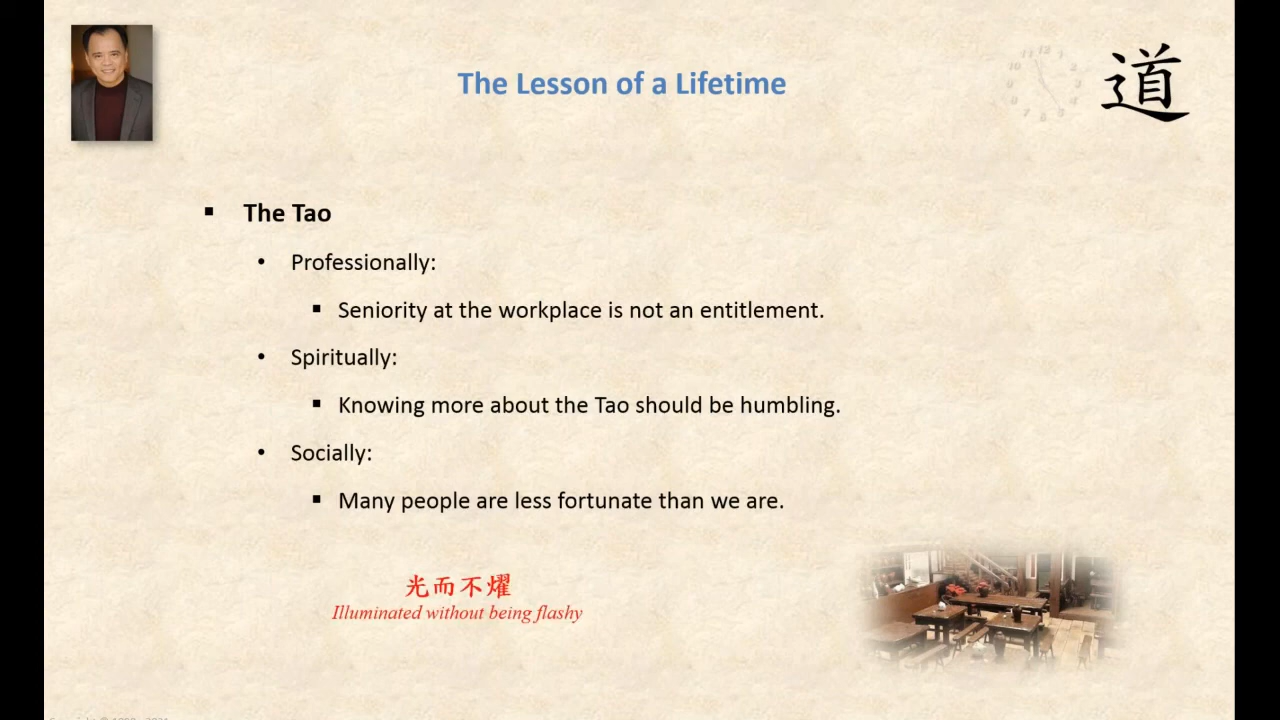 The Lesson of a Lifetime
道
▪ The Tao
• Professionally:
▪ Seniority at the workplace is not an entitlement.
• Spiritually:
▪ Knowing more about the Tao should be humbling.
• Socially:
▪ Many people are less fortunate than we are.
光而不燿
Illuminated without being flashy